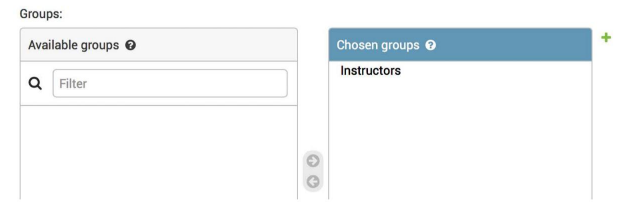 Groups:
Available groups
Chosen groups
Filter
Instructors